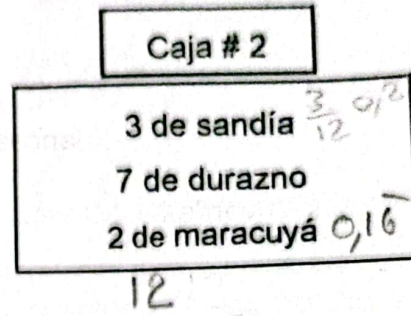 Caja # 2
3 de sandía 3/12 0,2
7 de durazno
2 de maracuyá 0,16
12